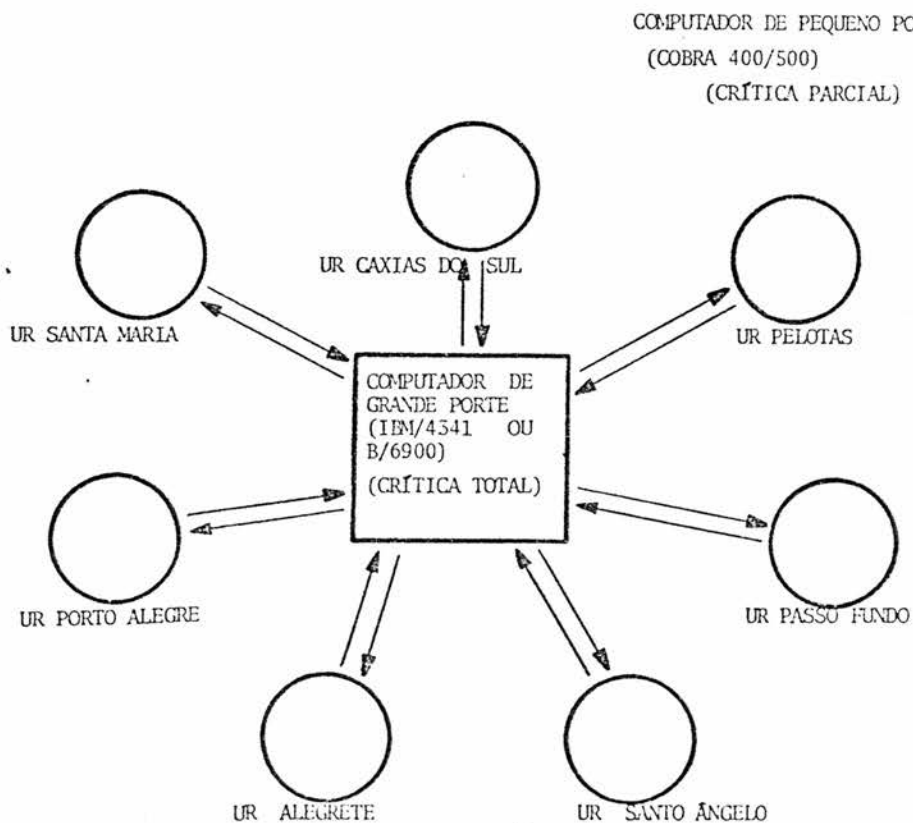 COMPUTADOR DE PEQUENO PO
(COBRA 400/500)
(CRÍTICA PARCIAL)
UR CAXIAS DO SUL
UR SANTA MARIA
UR PELOTAS
COMPUTADOR DE
GRANDE PORTE
(IBM/4341 OU
B/6900)
(CRÍTICA TOTAL)
UR PORTO ALEGRE
UR PASSO FUNDO
UR ALEGRETE
UR SANTO ÂNGELO